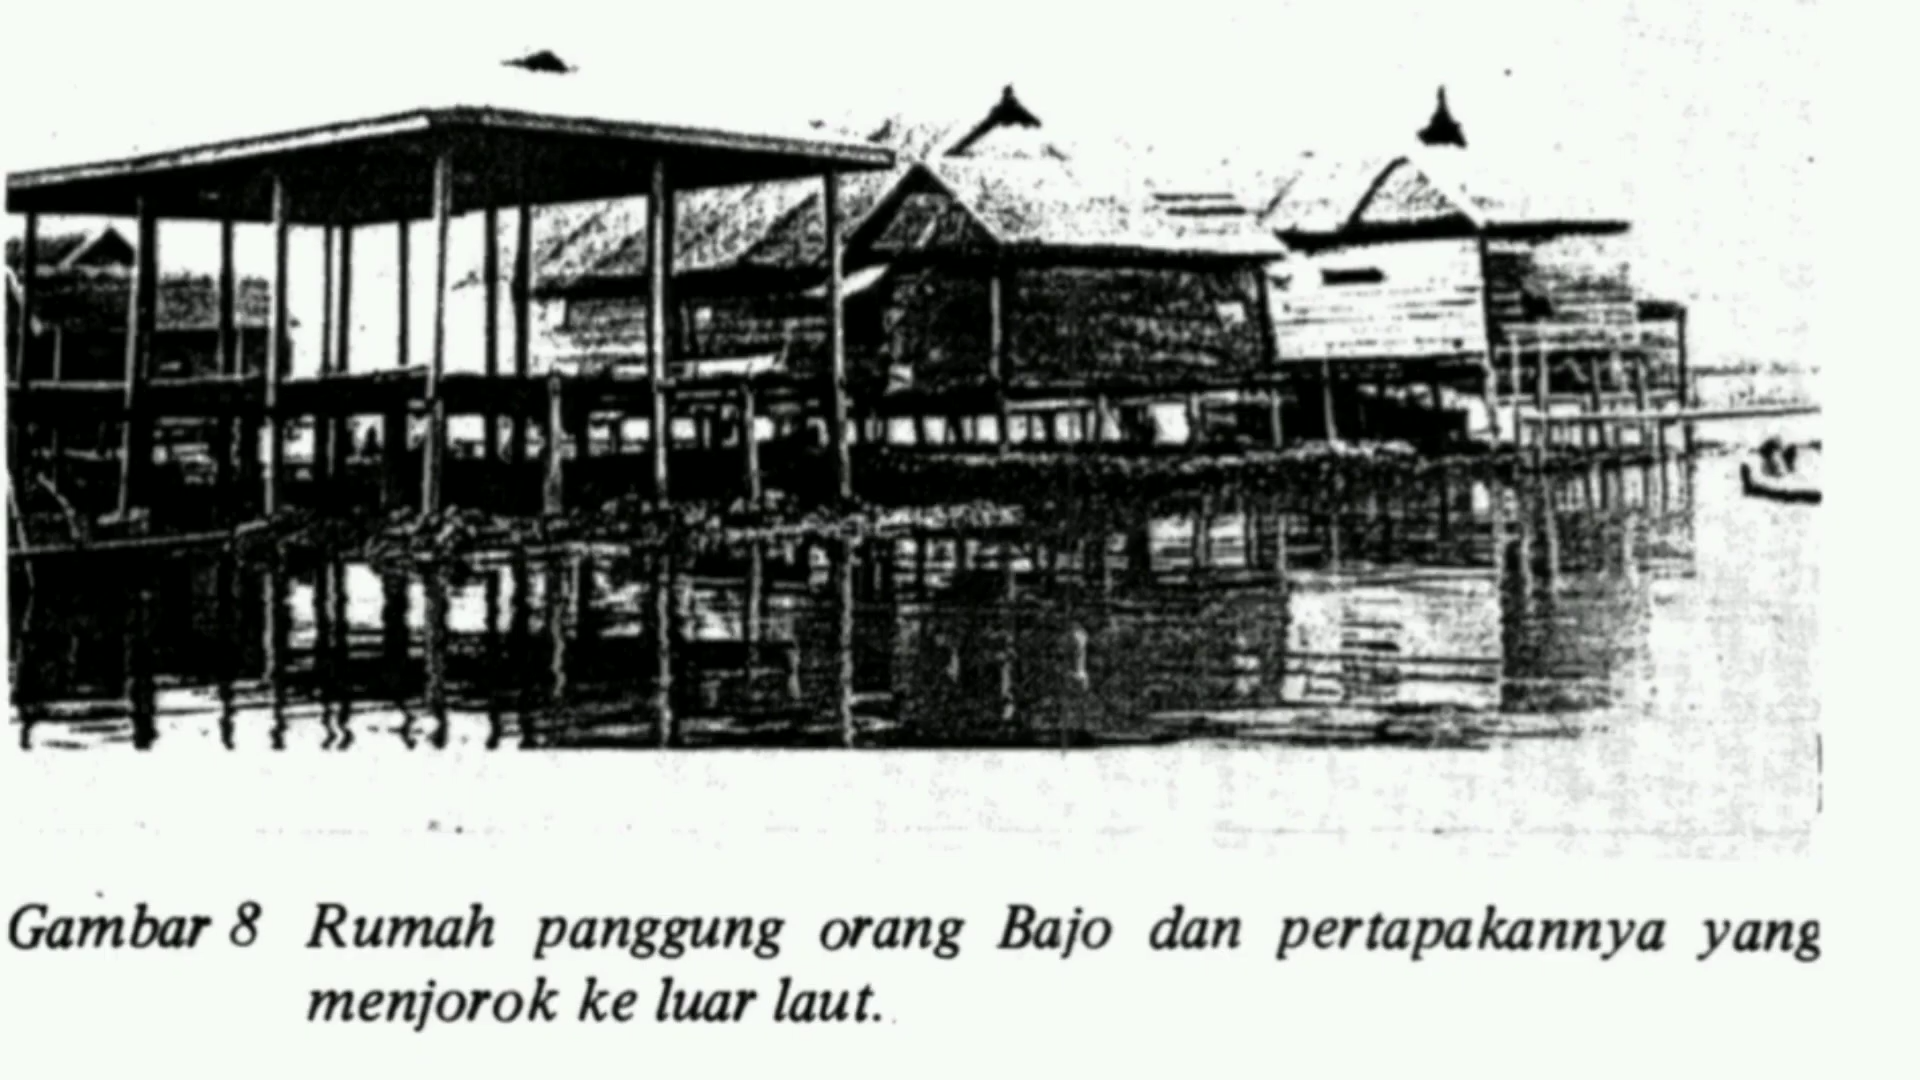 Gambar 8 Rumah panggung orang Bajo dan pertapakannya yang
menjorok ke luar laut.